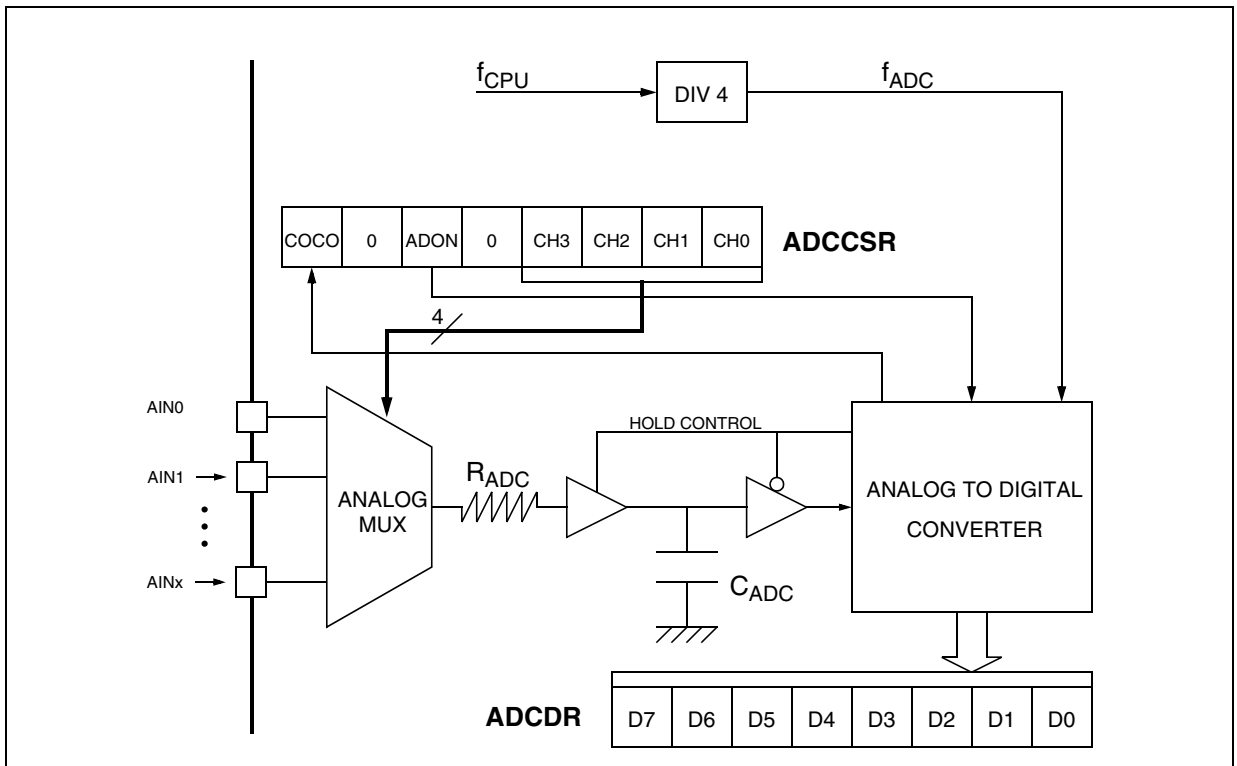 fCPU
DIV 4
fADC
COCO 0 ADON 0 CH3 CH2 CH1 CH0
ADCCSR
4
AIN0
HOLD CONTROL
AIN1
RADC
ANALOG
MUX
ANALOG TO DIGITAL
CONVERTER
AINx
CADC
ADCDR
D7 D6 D5 D4 D3 D2 D1 D0